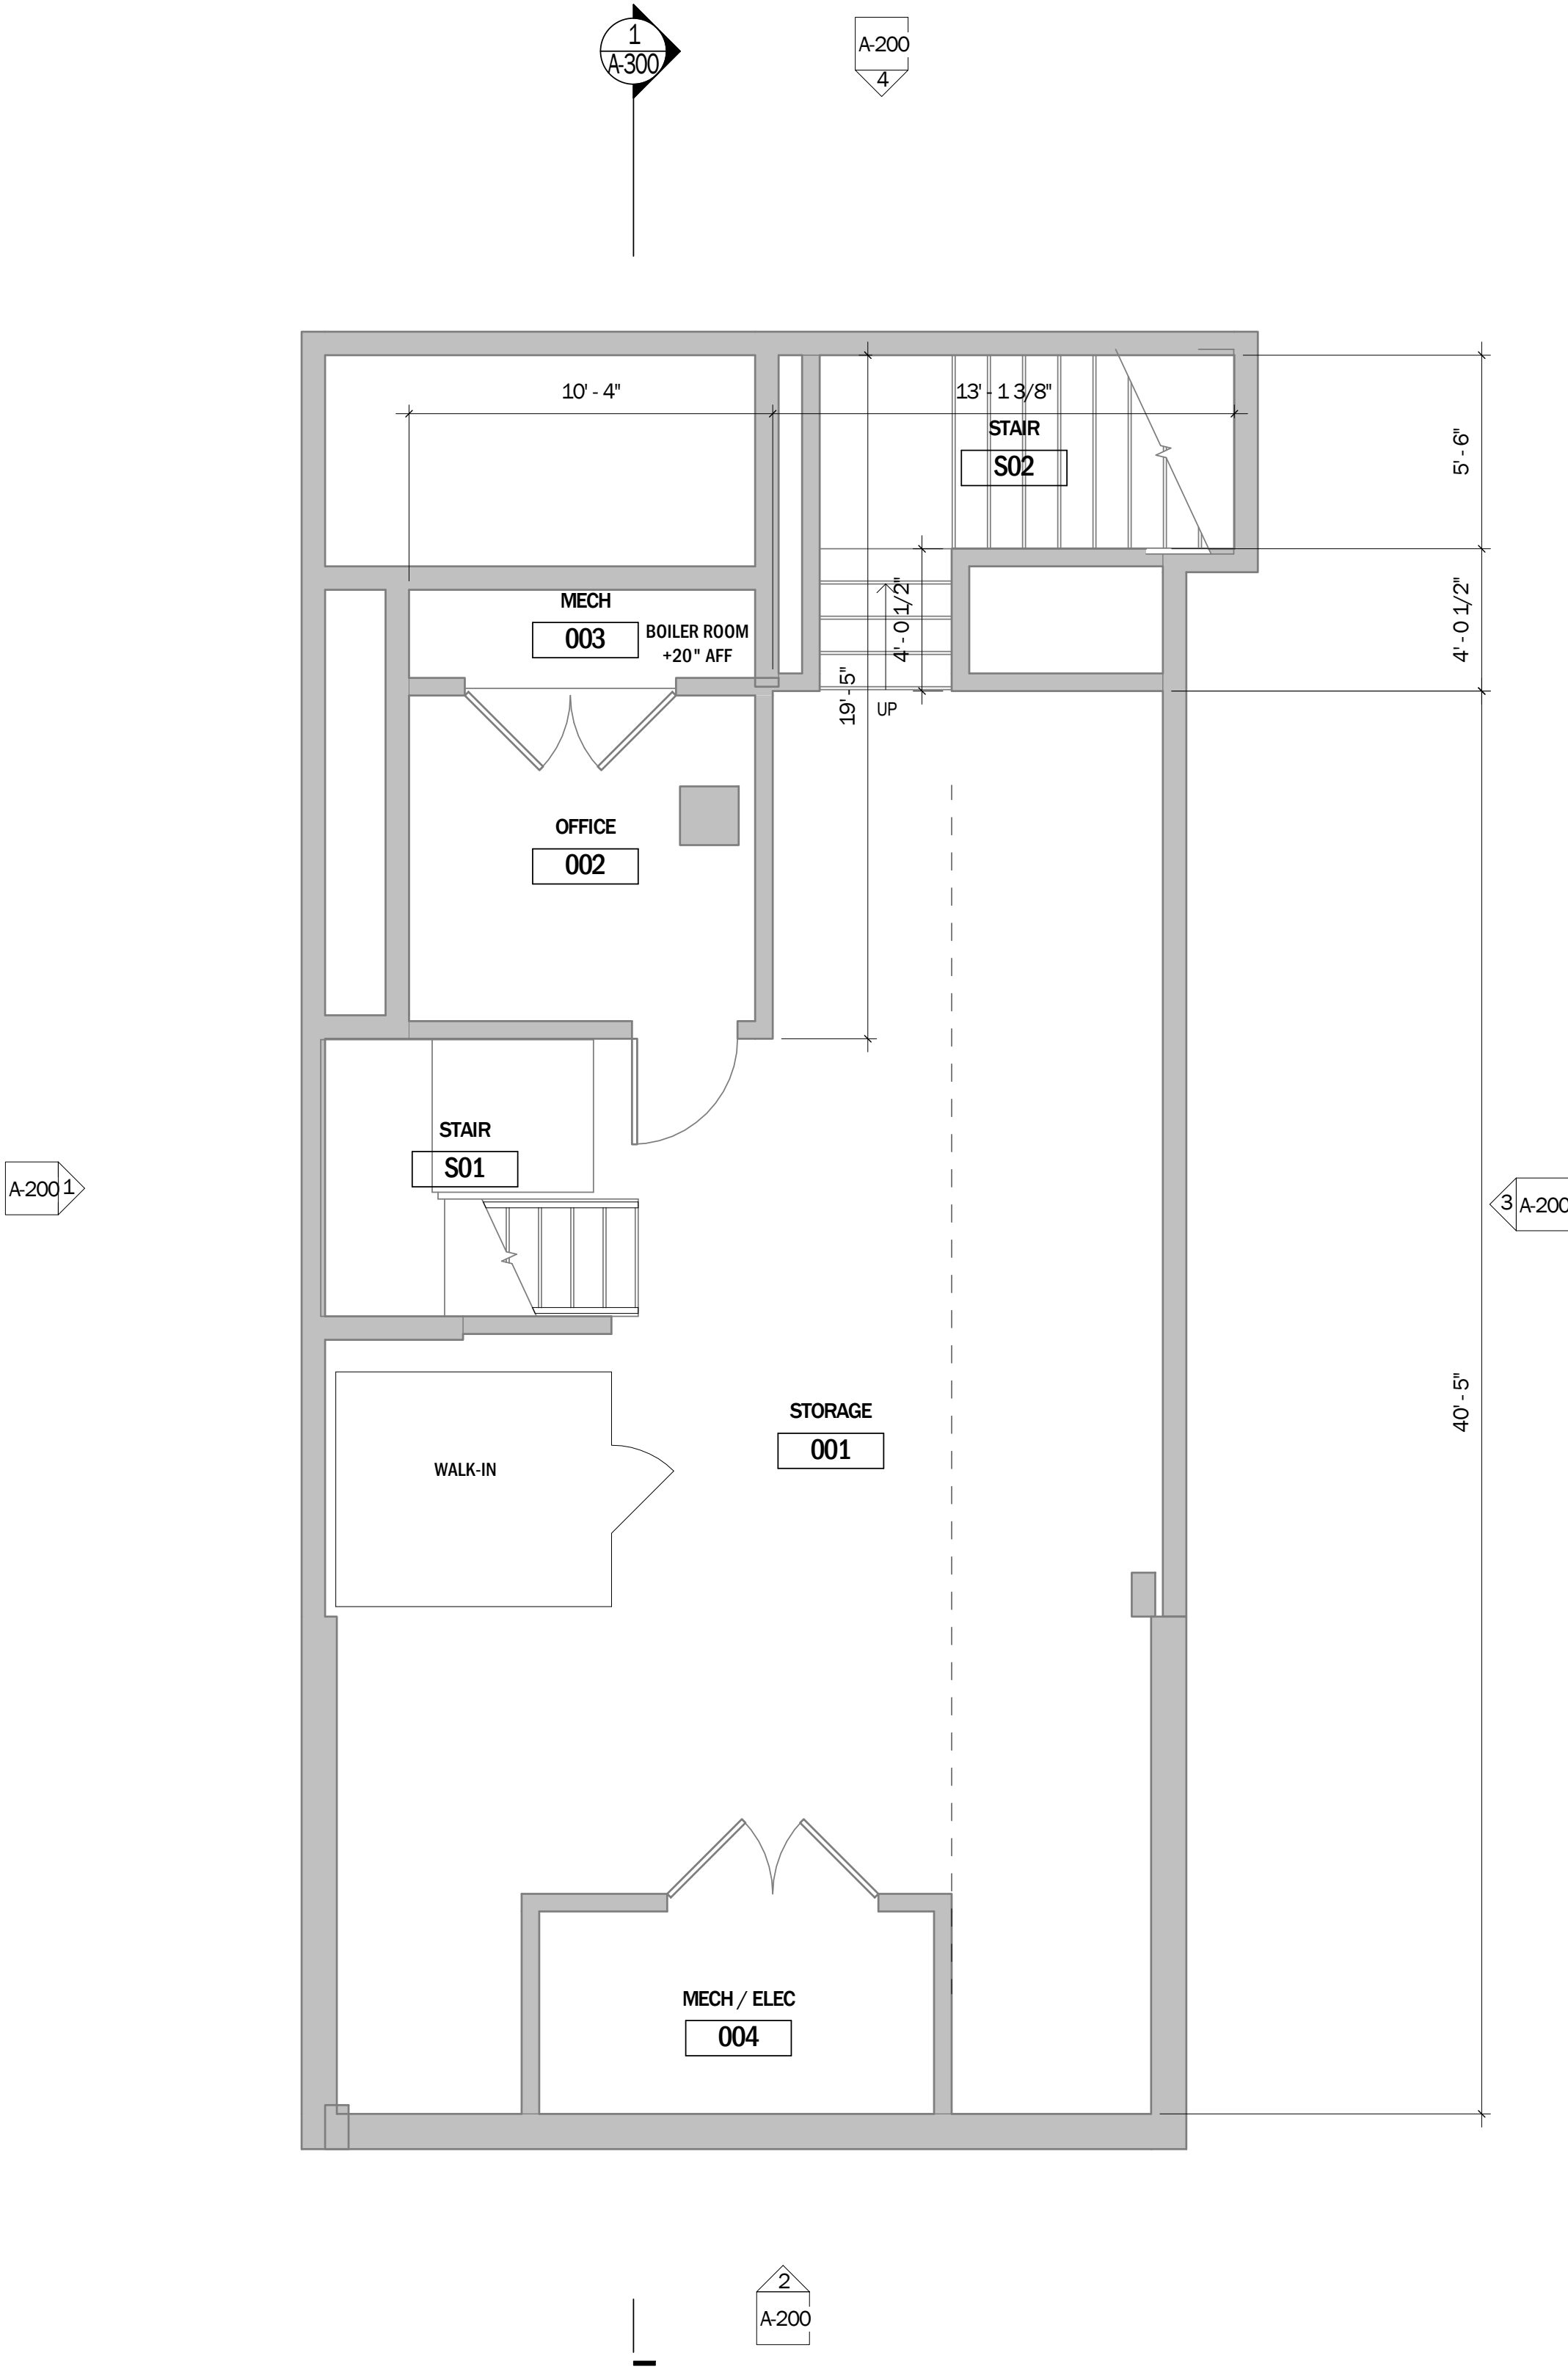 1
A-300
A-200
4
10' - 4"
13' - 1 3/8"
STAIR
S02
5' - 6"
MECH
003
BOILER ROOM
+20" AFF
4' - 0 1/2"
4' - 0 1/2"
19' - 5"
UP
OFFICE
002
STAIR
S01
A-200
1
3
A-200
STORAGE
001
40' - 5"
WALK-IN
MECH / ELEC
004
2
A-200